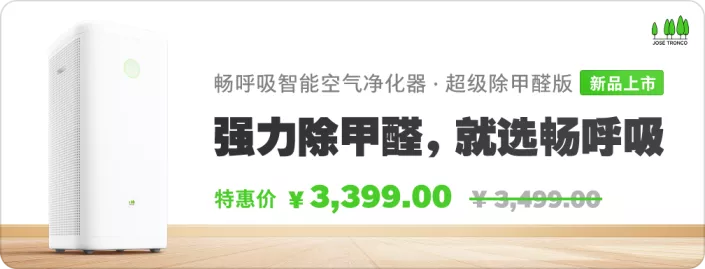 JOSE TRONCO
畅呼吸智能空气净化器 · 超级除甲醛版 新品上市
强力除甲醛，就选畅呼吸
特惠价 ¥ 3,399.00 ¥ 3,499.00